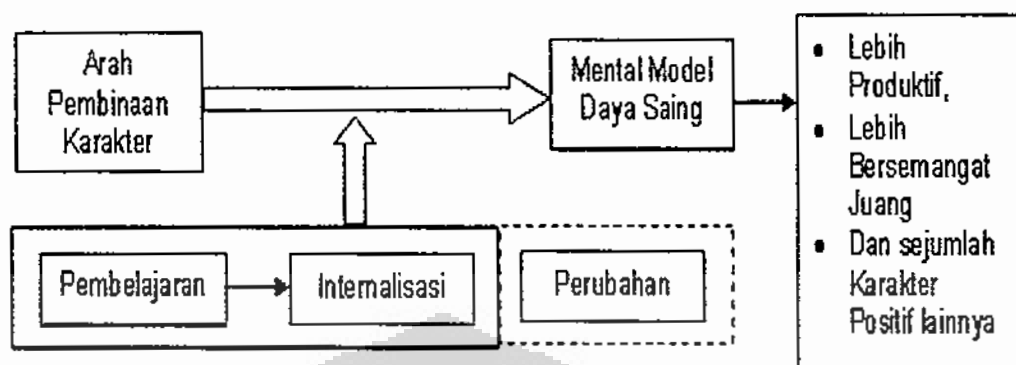 Arah
Pembinaan
Karakter
Mental Model
Daya Saing
• Lebih
Produktif,
• Lebih
Bersemangat
Juang
• Dan sejumlah
Karakter
Positif lainnya
Pembelajaran
Internalisasi
Perubahan